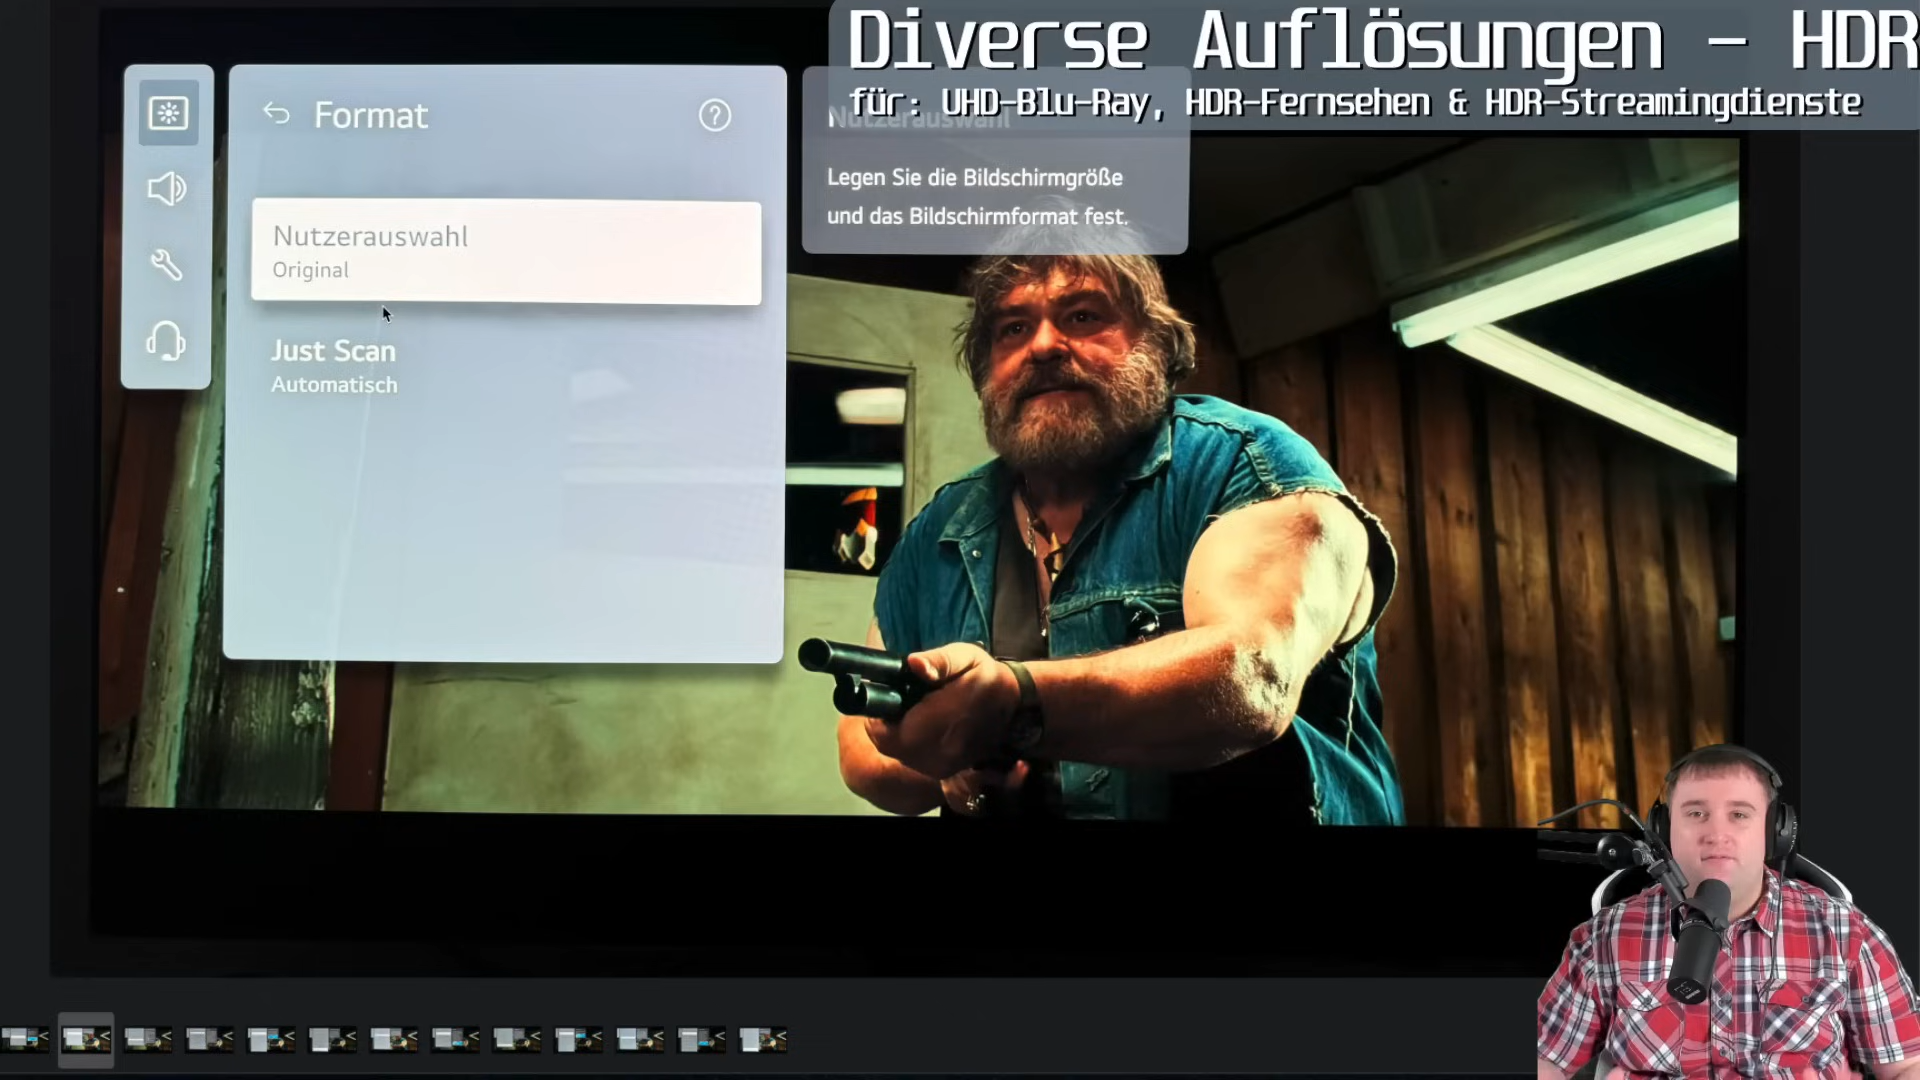 Diverse Auflösungen - HDR
für: UHD-Blu-Ray, HDR-Fernsehen & HDR-Streamingdienste
Format
?
Nutzerauswahl
Original
Just Scan
Automatisch
Nutzerauswahl
Legen Sie die Bildschirmgröße
und das Bildschirmformat fest.